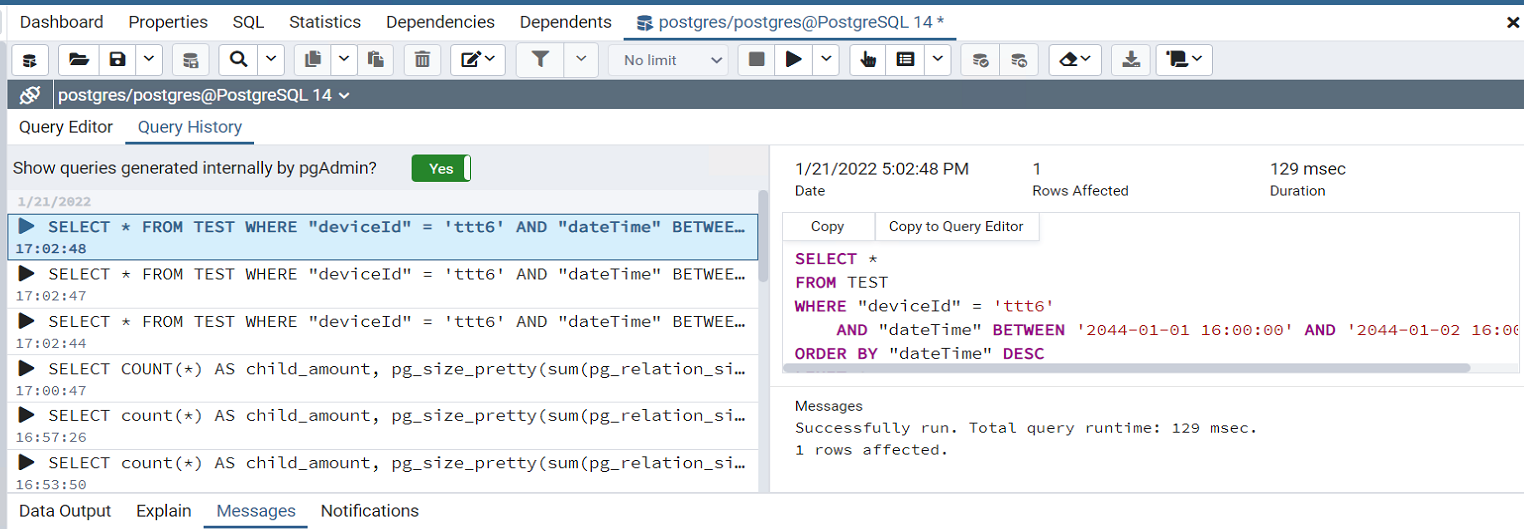 Dashboard Properties SQL Statistics Dependencies Dependents postgres/postgres@PostgreSQL 14 *
No limit
postgres/postgres@PostgreSQL 14
Query Editor Query History
Show queries generated internally by pgAdmin? Yes
1/21/2022
SELECT * FROM TEST WHERE "deviceId" = 'ttt6' AND "dateTime" BETWEE…
17:02:48
SELECT * FROM TEST WHERE "deviceId" = 'ttt6' AND "dateTime" BETWEE…
17:02:47
SELECT * FROM TEST WHERE "deviceId" = 'ttt6' AND "dateTime" BETWEE…
17:02:44
SELECT COUNT(*) AS child_amount, pg_size_pretty(sum(pg_relation_si…
17:00:47
SELECT count(*) AS child_amount, pg_size_pretty(sum(pg_relation_si…
16:57:26
SELECT count(*) AS child_amount, pg_size_pretty(sum(pg_relation_si…
16:53:50
1/21/2022 5:02:48 PM 1 129 msec
Date Rows Affected Duration
Copy Copy to Query Editor
SELECT *
FROM TEST
WHERE "deviceId" = 'ttt6'
AND "dateTime" BETWEEN '2044-01-01 16:00:00' AND '2044-01-02 16:00
ORDER BY "dateTime" DESC
Messages
Successfully run. Total query runtime: 129 msec.
1 rows affected.
Data Output Explain Messages Notifications